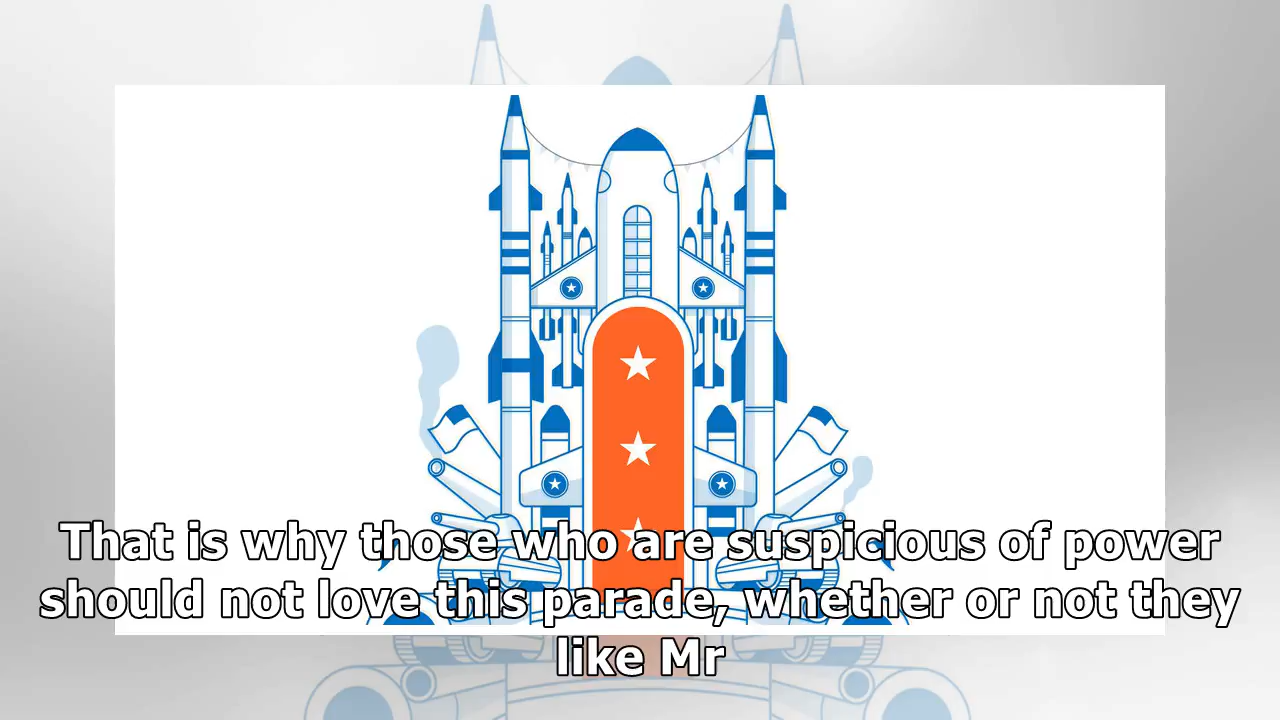 That is why those who are suspicious of power
should not love this parade, whether or not they
like Mr